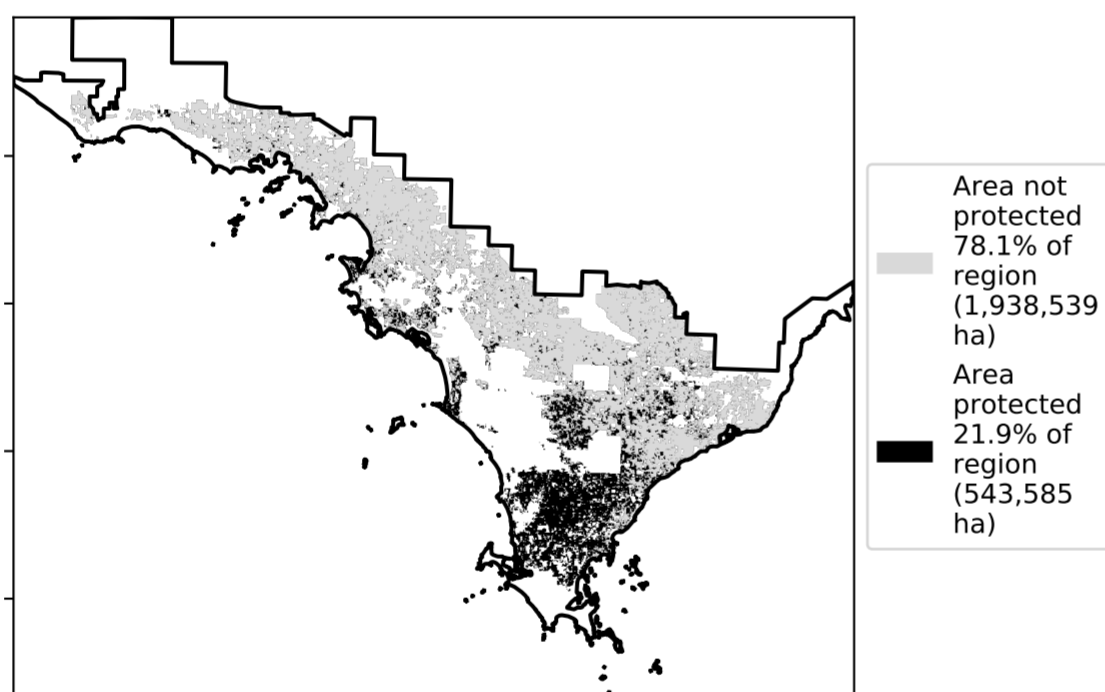 Area not
protected
78.1% of
region
(1,938,539
ha)
Area
protected
21.9% of
region
(543,585
ha)